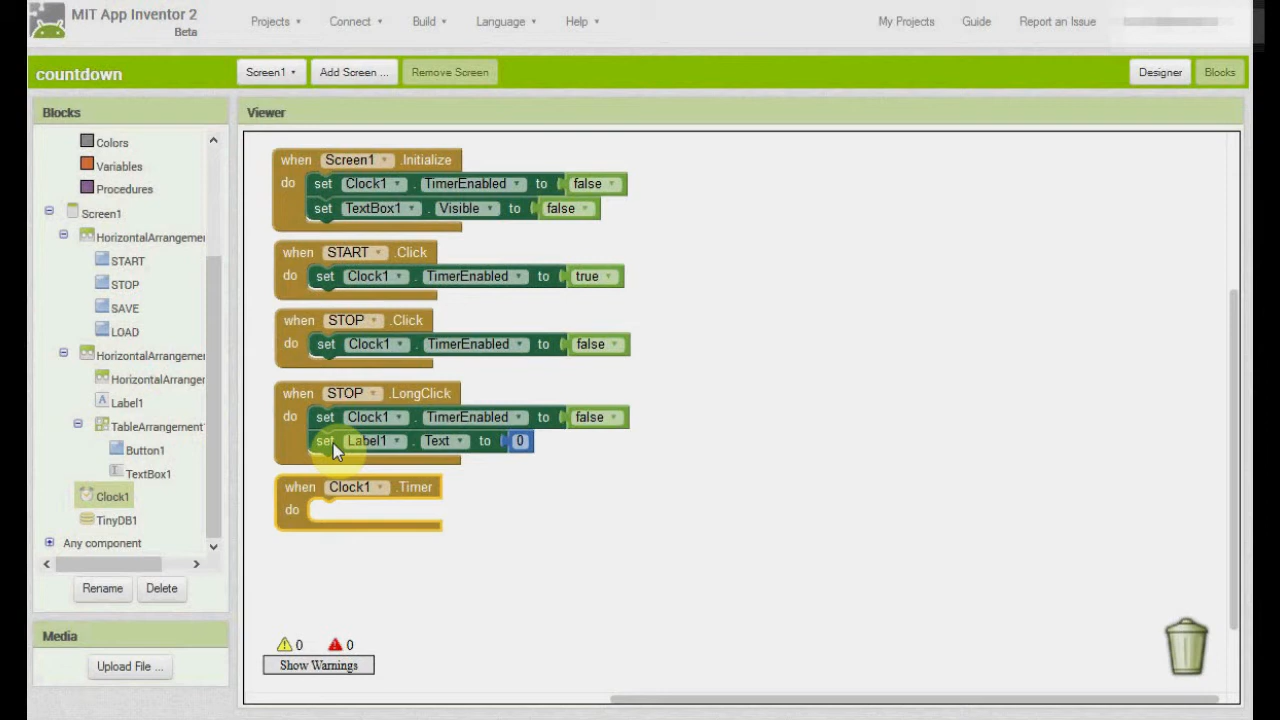 MIT App Inventor 2
Beta
Projects Connect Build Language Help My Projects Guide Report an Issue
countdown Screen1 Add Screen ... Remove Screen Designer Blocks
Blocks
Colors
Variables
Procedures
Screen1
HorizontalArrangeme
START
STOP
SAVE
LOAD
HorizontalArrangeme
HorizontalArranger
Label1
TableArrangement
Button1
TextBox1
Clock1
TinyDB1
Any component
Rename Delete
Media
Upload File ...
Viewer
when Screen1 .Initialize
do set Clock1 . TimerEnabled to false
set TextBox1 . Visible to false
when START .Click
do set Clock1 . TimerEnabled to true
when STOP .Click
do set Clock1 . TimerEnabled to false
when STOP .LongClick
do set Clock1 . TimerEnabled to false
set Label1 . Text to 0
when Clock1 .Timer
do
0 0
Show Warnings